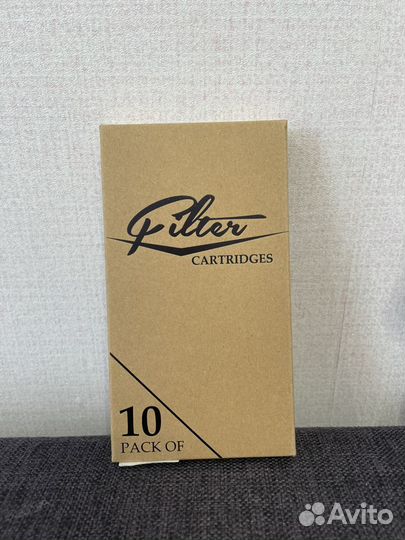 Filter
CARTRIDGES
10
PACK OF
Avito